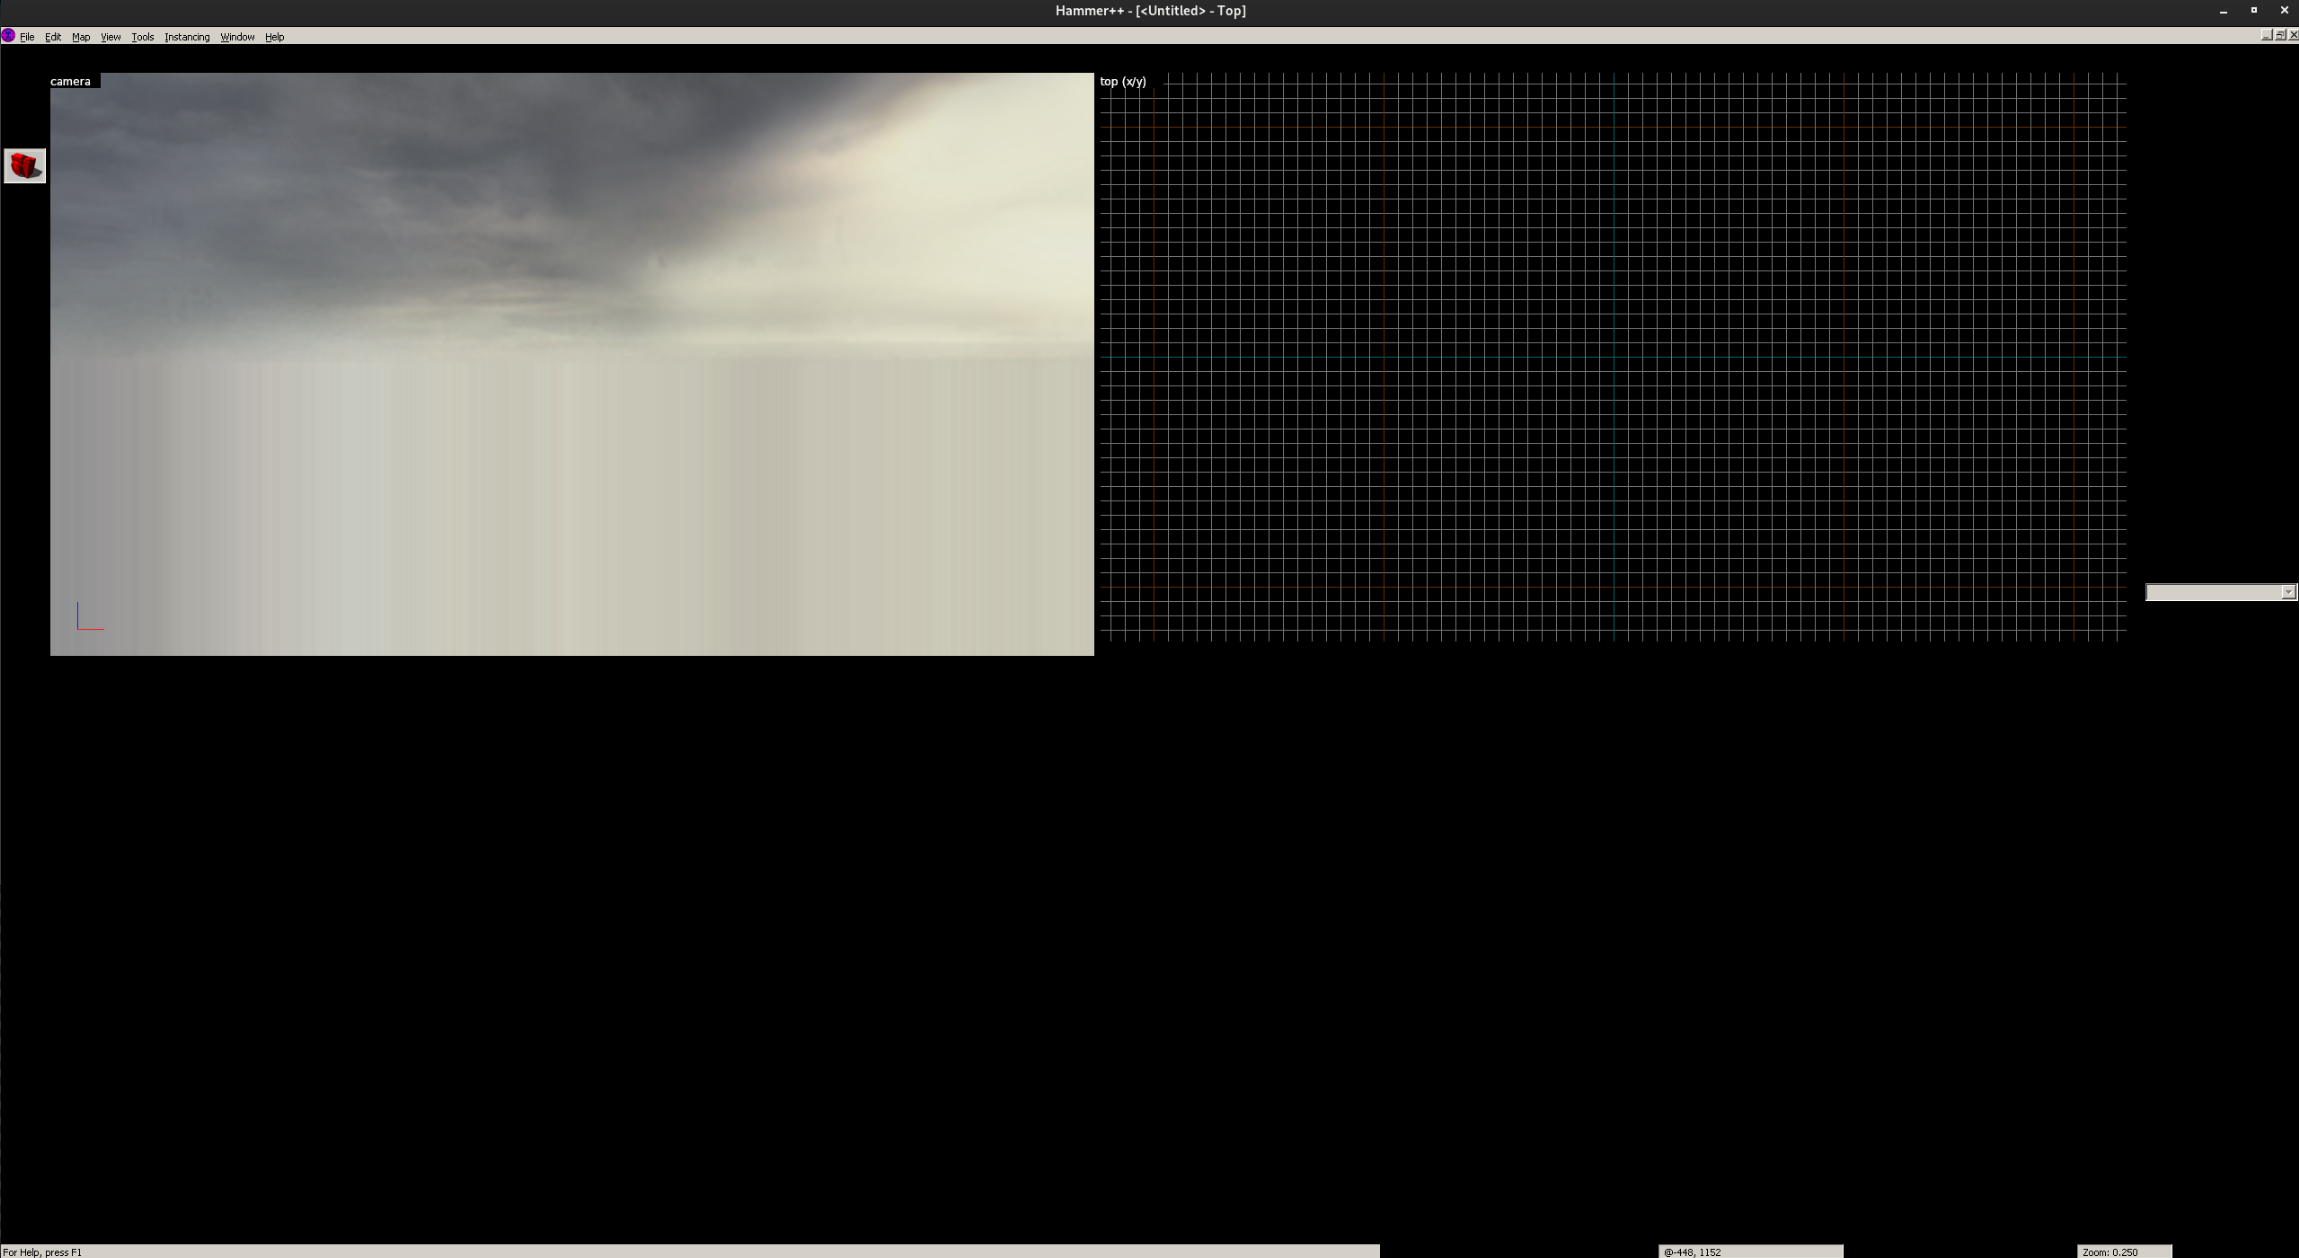 Hammer++ - [<Untitled> - Top]
File Edit Map View Tools Instancing Window Help
camera
top (x/y)
For Help, press F1
@-448, 1152
Zoom: 0.250